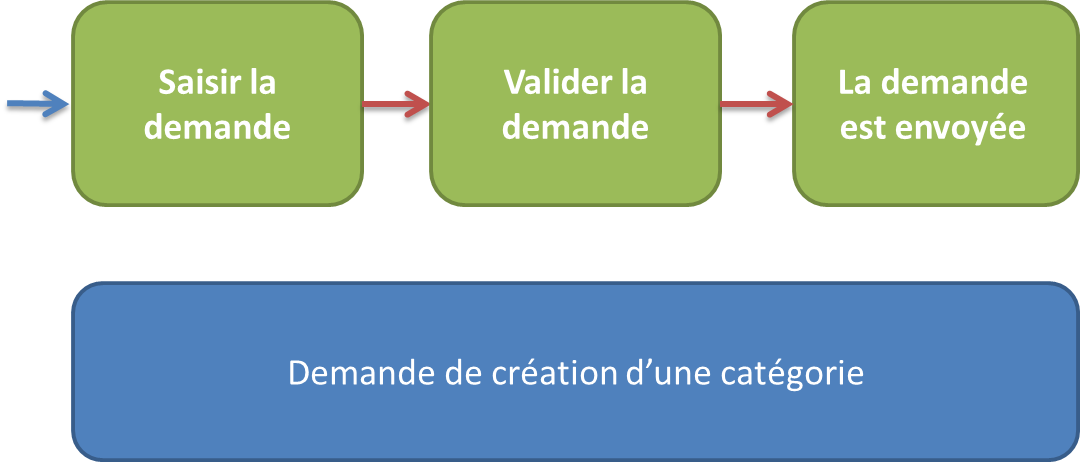 Saisir la
demande
Valider la
demande
La demande
est envoyée
Demande de création d’une catégorie